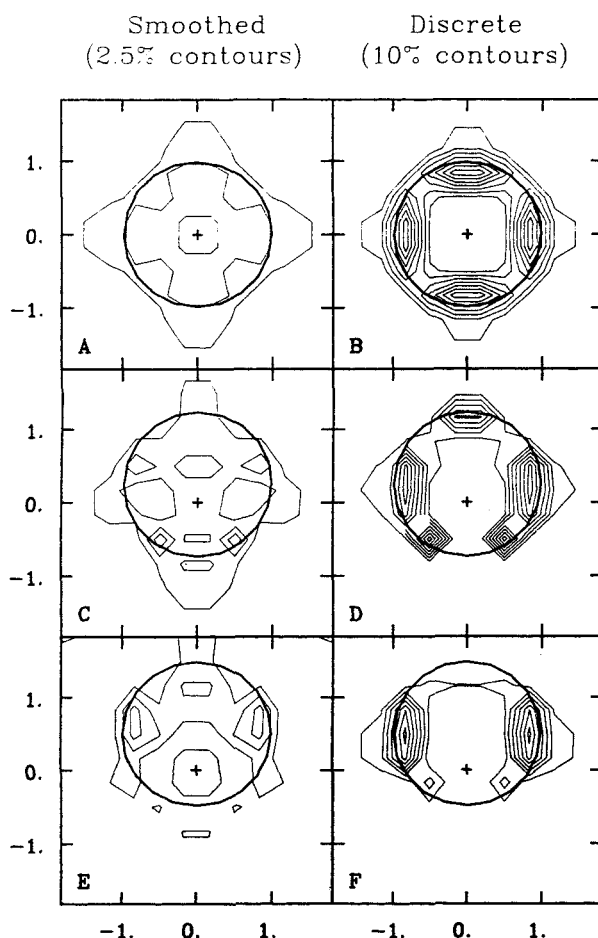 Smoothed Discrete
(2.5% contours) (10% contours)
1.
0.
−1.
A B
1.
0.
−1.
C D
1.
0.
−1.
E F
−1. 0. 1. −1. 0. 1.